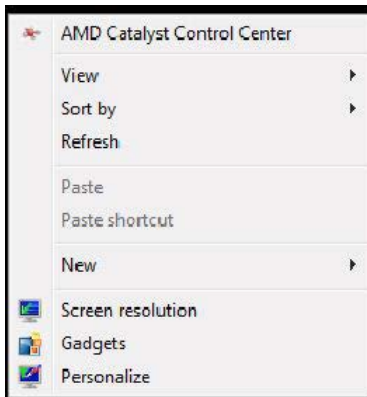 AMD Catalyst Control Center
View
Sort by
Refresh
Paste
Paste shortcut
New
Screen resolution
Gadgets
Personalize